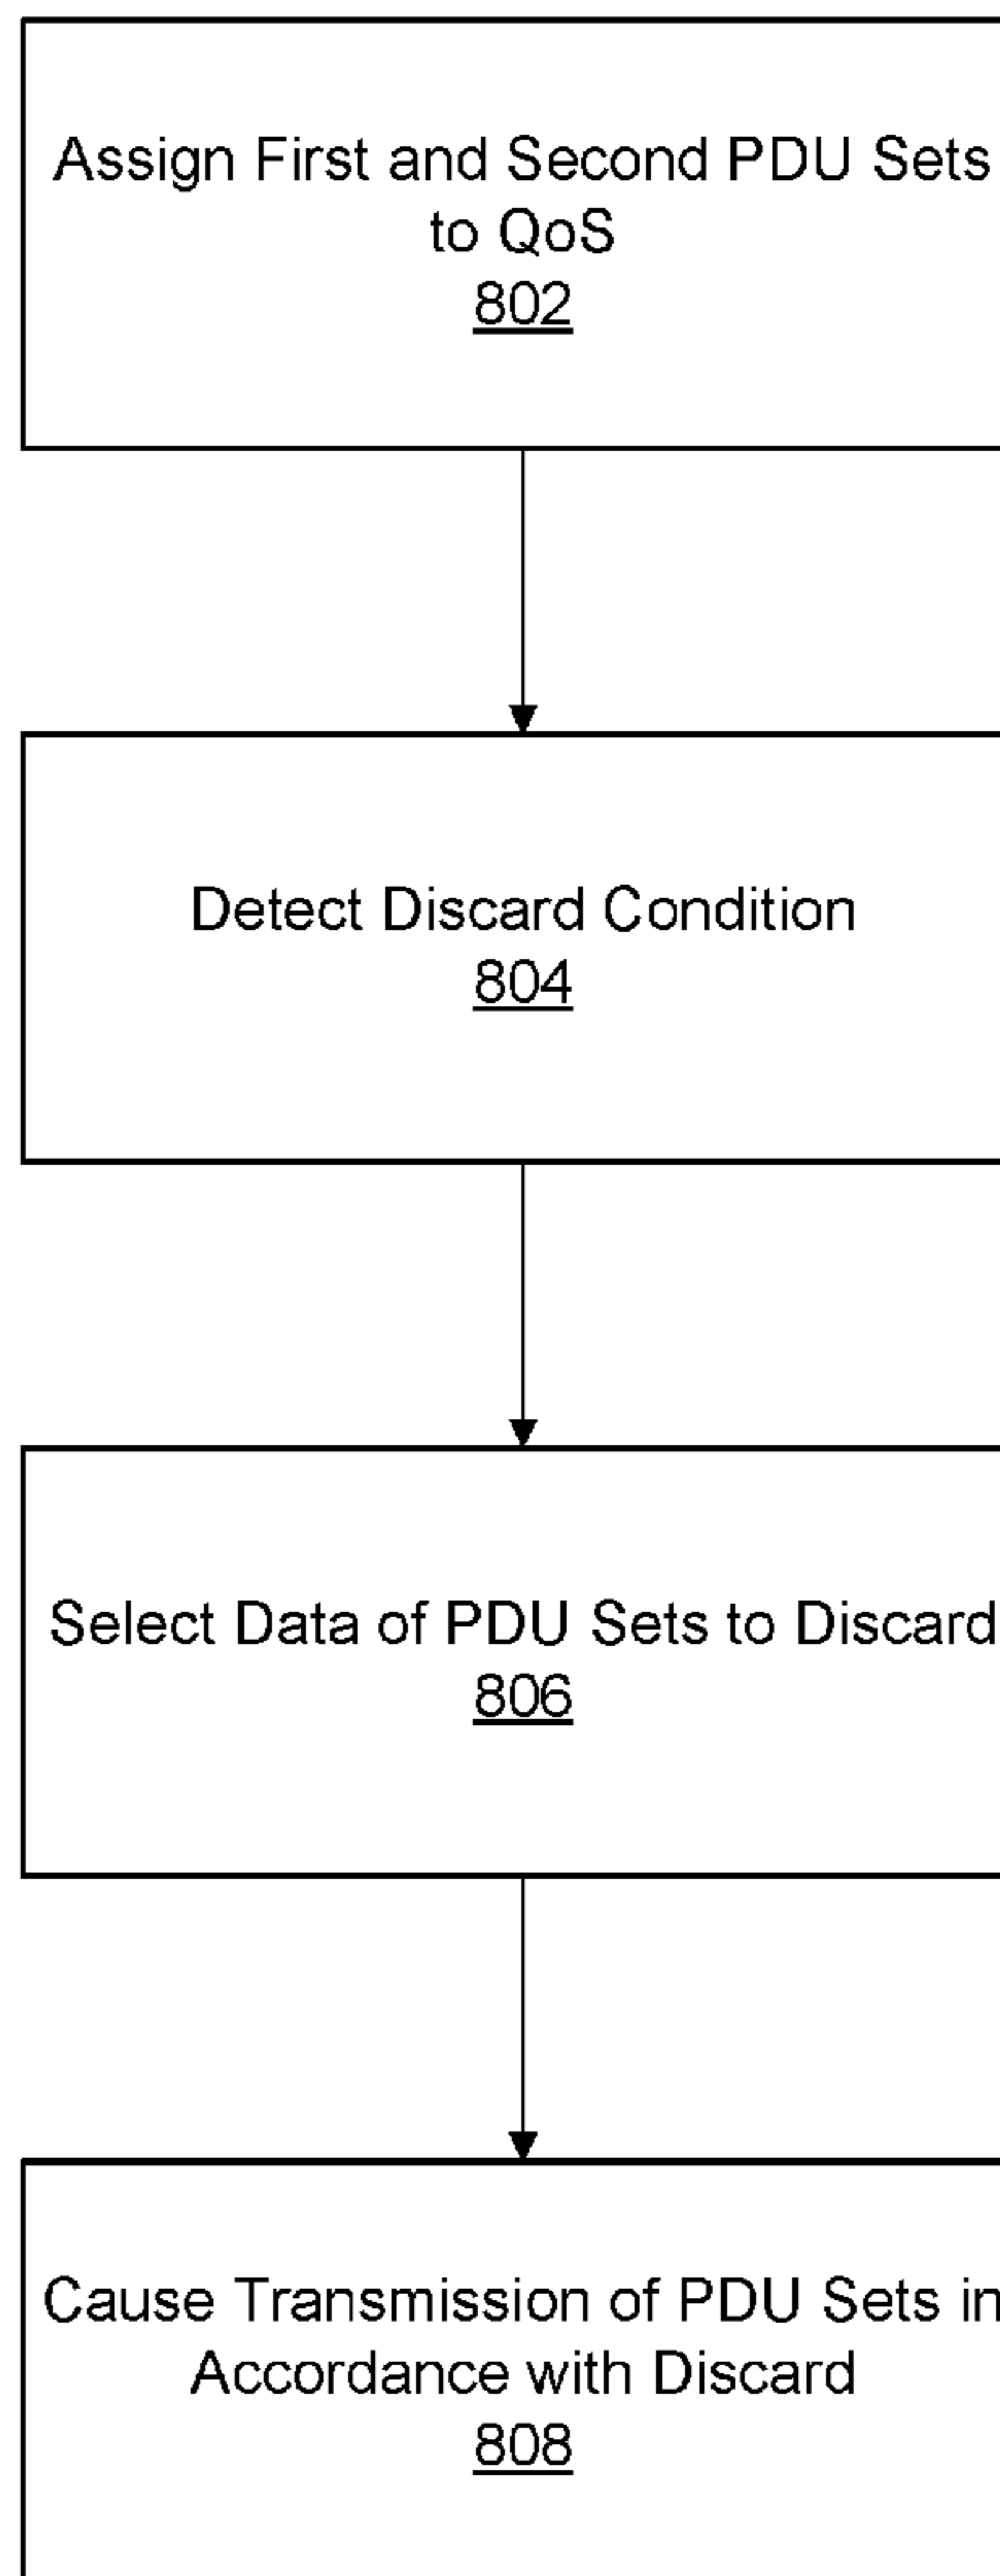 Assign First and Second PDU Sets
to QoS
802
Detect Discard Condition
804
Select Data of PDU Sets to Discard
806
Cause Transmission of PDU Sets in
Accordance with Discard
808